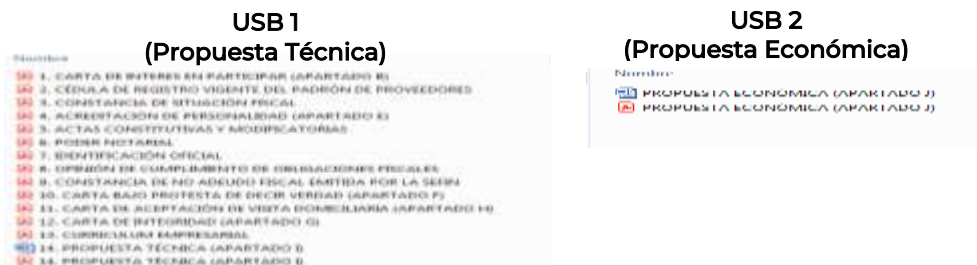 USB 1
(Propuesta Técnica)
Nombre
1. CARTA DE INTERES EN PARTICIPAR (APARTADO B)
2. CÉDULA DE REGISTRO VIGENTE DEL PADRÓN DE PROVEEDORES
3. CONSTANCIA DE SITUACIÓN FISCAL
4. ACREDITACIÓN DE PERSONALIDAD (APARTADO E)
5. ACTAS CONSTITUTIVAS Y MODIFICATORIAS
6. PODER NOTARIAL
7. IDENTIFICACIÓN OFICIAL
8. OPINIÓN DE CUMPLIMIENTO DE OBLIGACIONES FISCALES
9. CONSTANCIA DE NO ADEUDO FISCAL EMITIDA POR LA SEFIN
10. CARTA BAJO PROTESTA DE DECIR VERDAD (APARTADO F)
11. CARTA DE ACEPTACIÓN DE VISITA DOMICILIARIA (APARTADO H)
12. CARTA DE INTEGRIDAD (APARTADO G)
13. CURRICULUM EMPRESARIAL
14. PROPUESTA TÉCNICA (APARTADO I)
14. PROPUESTA TÉCNICA (APARTADO I)
USB 2
(Propuesta Económica)
Nombre
PROPUESTA ECONÓMICA (APARTADO J)
PROPUESTA ECONÓMICA (APARTADO J)